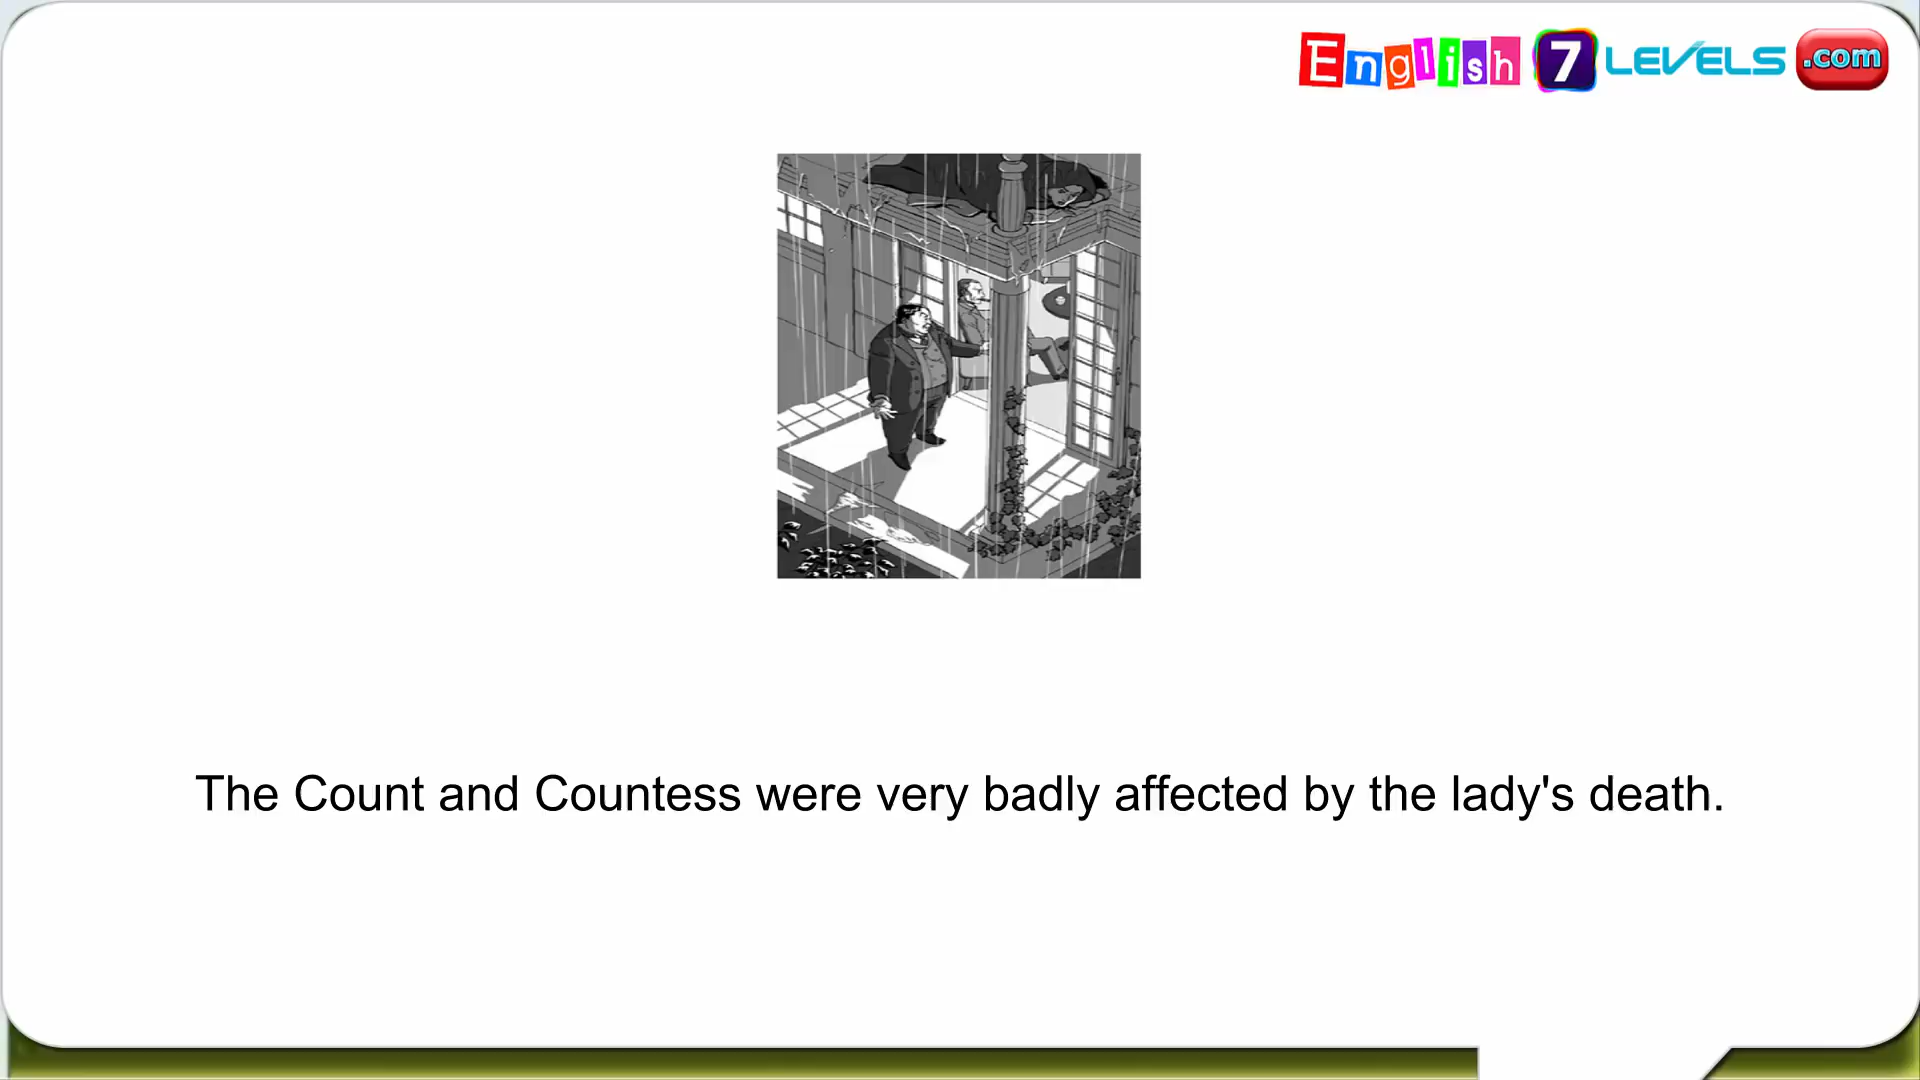 English 7 LEVELS .com
The Count and Countess were very badly affected by the lady's death.